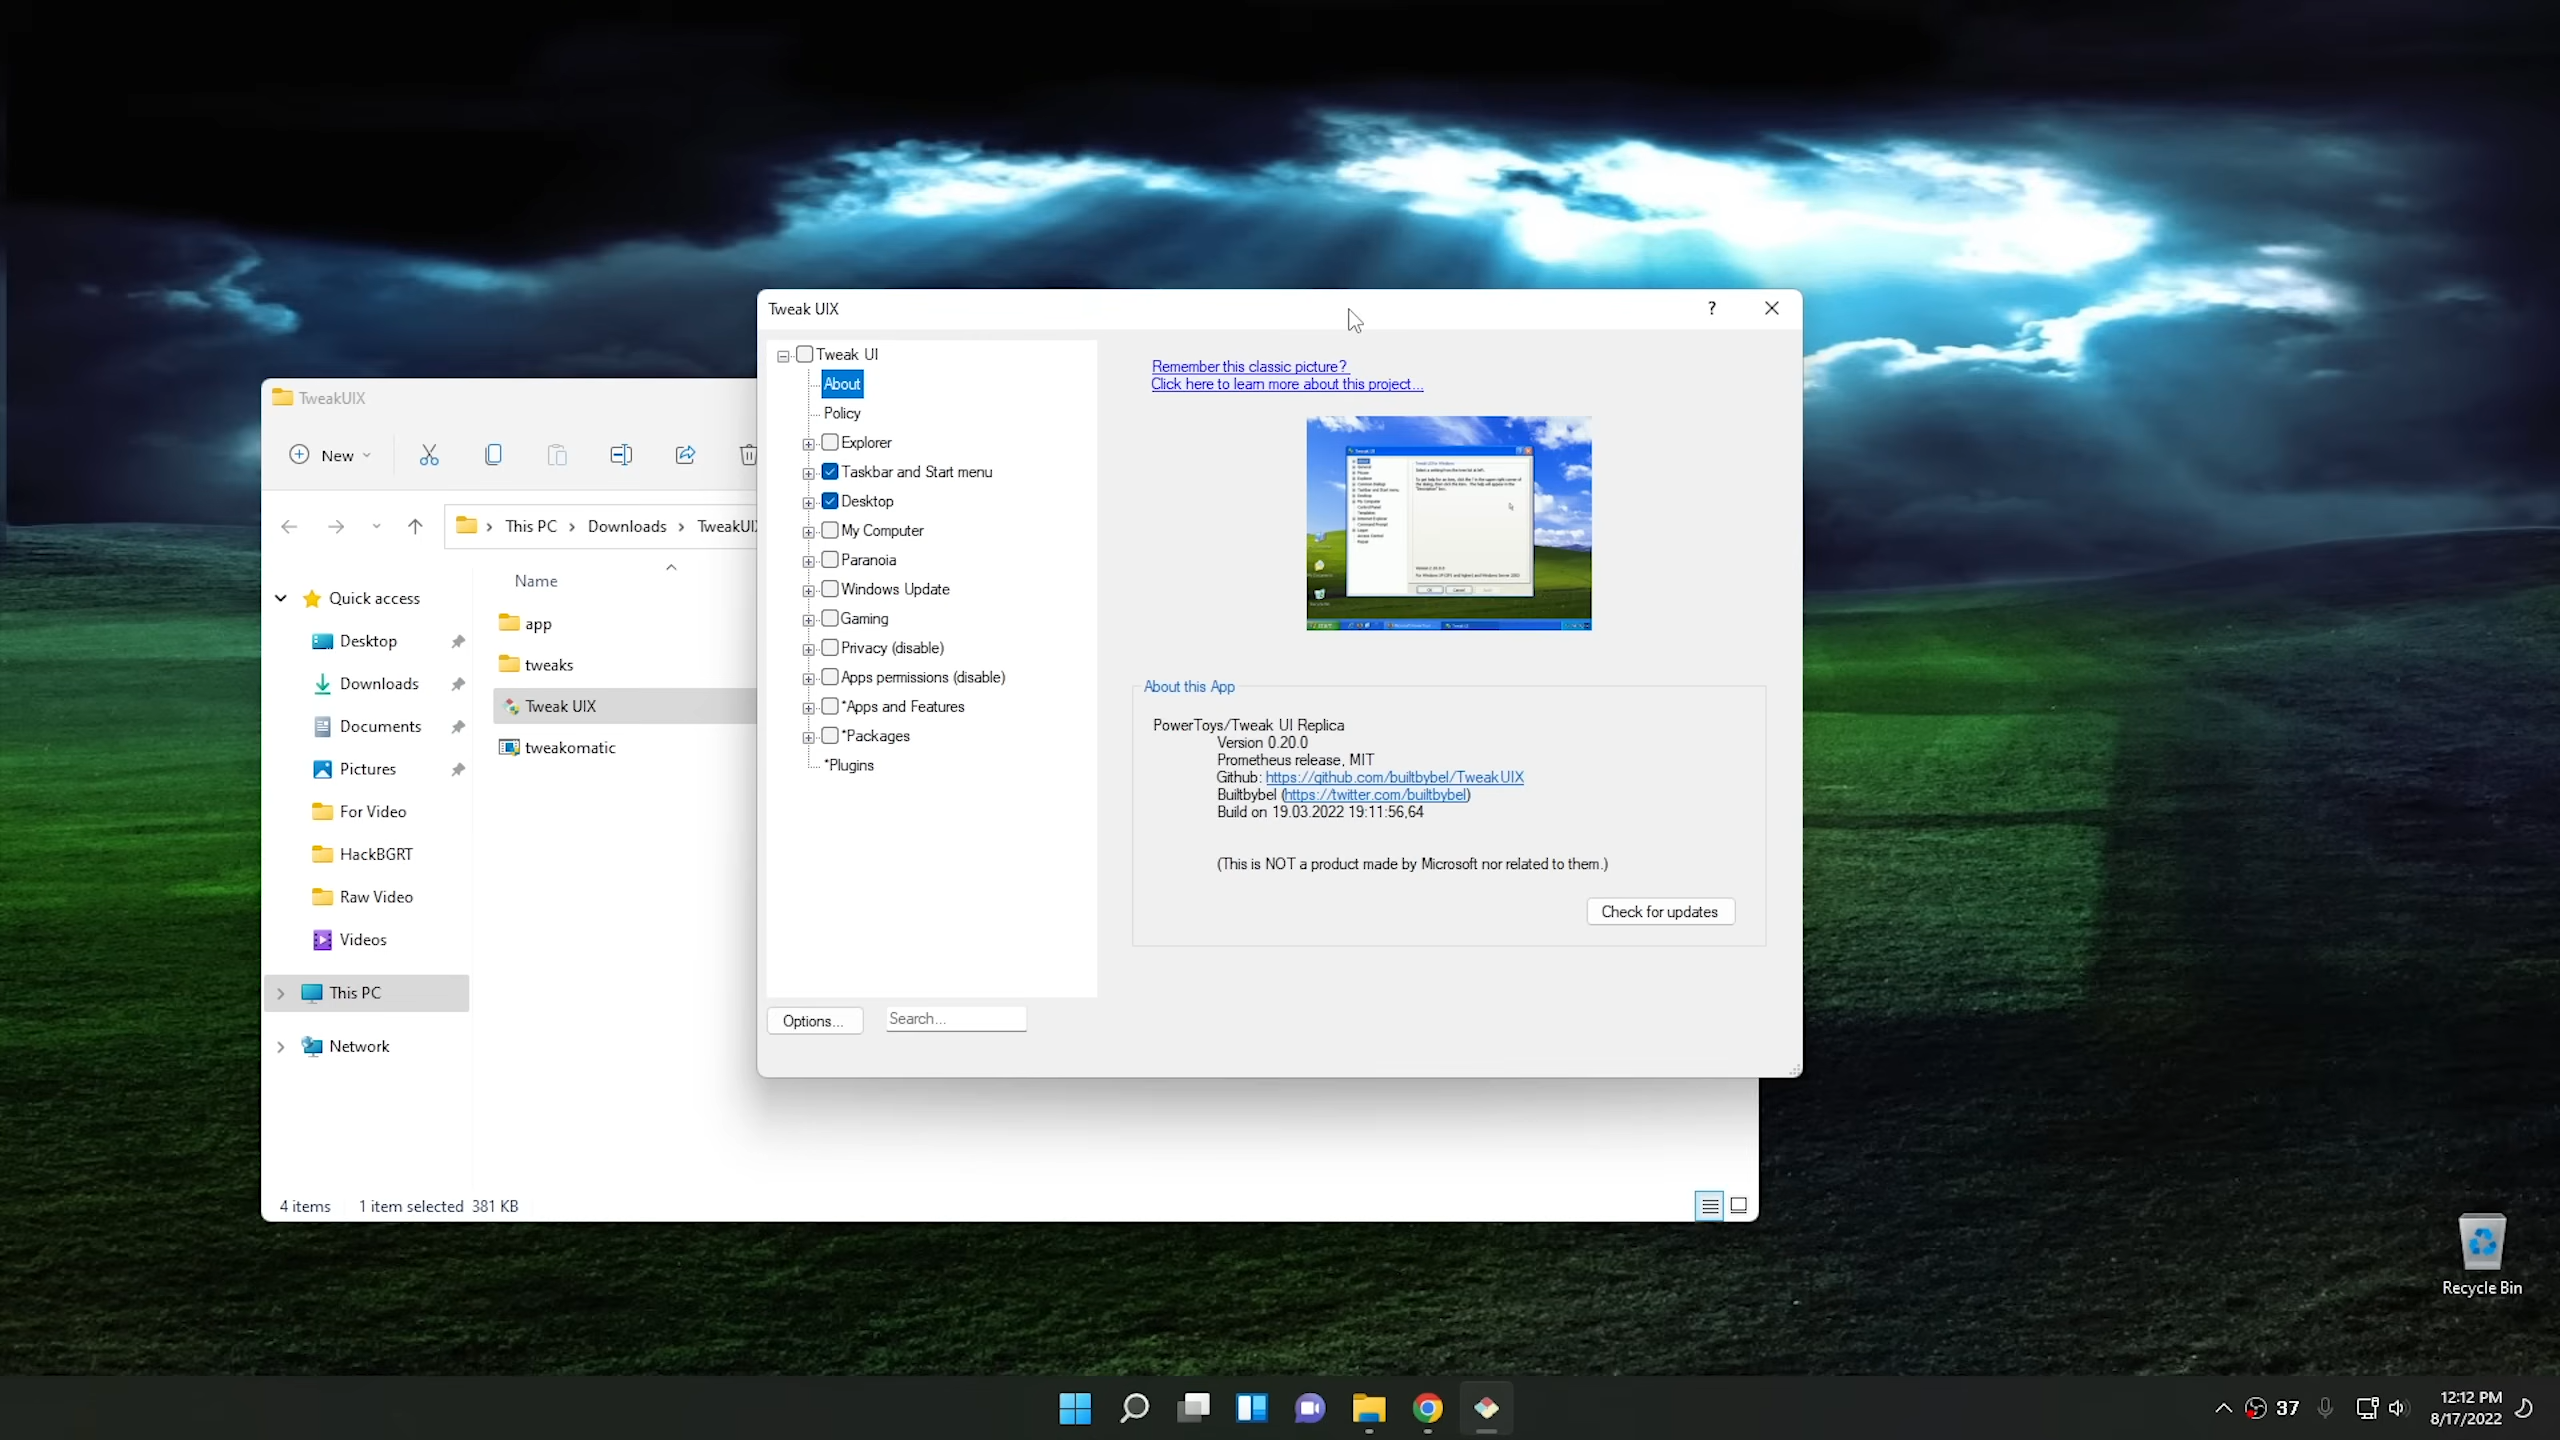 Tweak UIX
?
Tweak UI
About
Policy
Explorer
Taskbar and Start menu
Desktop
My Computer
Paranoia
Windows Update
Gaming
Privacy (disable)
Apps permissions (disable)
*Apps and Features
*Packages
*Plugins
Options...
Search...
Remember this classic picture?
Click here to learn more about this project...
About this App
PowerToys/Tweak UI Replica
Version 0.20.0
Prometheus release, MIT
Github: https://github.com/builtbybel/TweakUIX
Builtbybel (https://twitter.com/builtbybel)
Build on 19.03.2022 19:11:56,64
(This is NOT a product made by Microsoft nor related to them.)
Check for updates
TweakUIX
New
This PC > Downloads > TweakUI
Name
Quick access
Desktop
Downloads
Documents
Pictures
For Video
HackBGRT
Raw Video
Videos
This PC
Network
app
tweaks
Tweak UIX
tweakomatic
4 items 1 item selected 381 KB
Recycle Bin
37
12:12 PM
8/17/2022